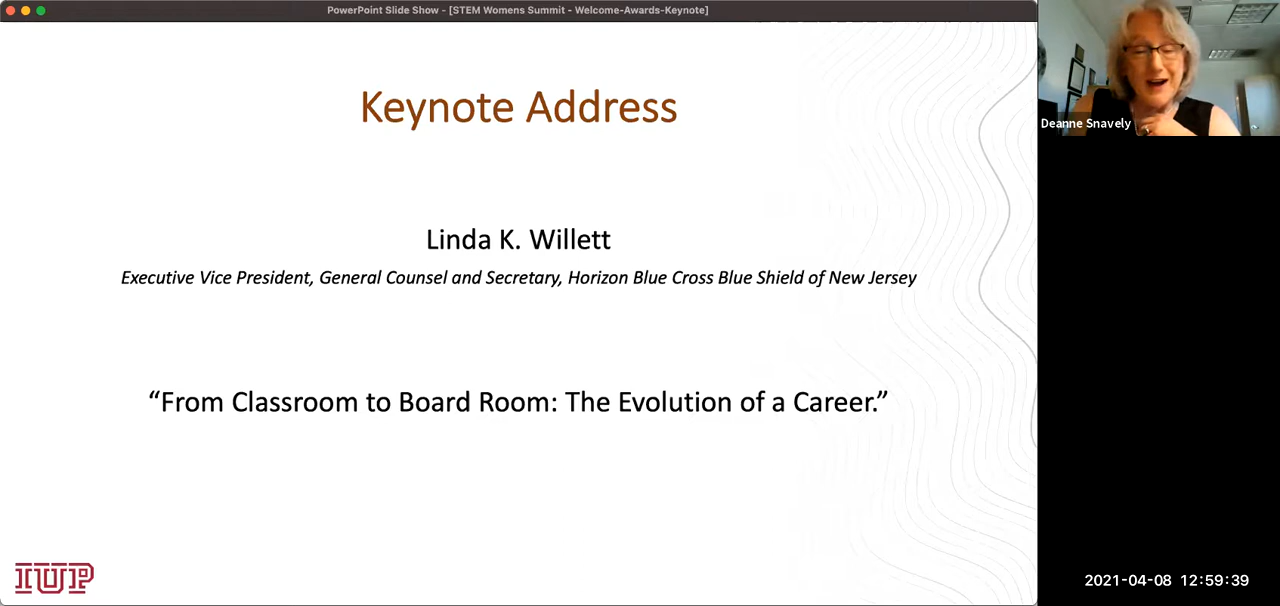 PowerPoint Slide Show - [STEM Womens Summit - Welcome-Awards-Keynote]
Keynote Address
Linda K. Willett
Executive Vice President, General Counsel and Secretary, Horizon Blue Cross Blue Shield of New Jersey
“From Classroom to Board Room: The Evolution of a Career.”
IUP
Deanne Snavely
2021-04-08 12:59:39